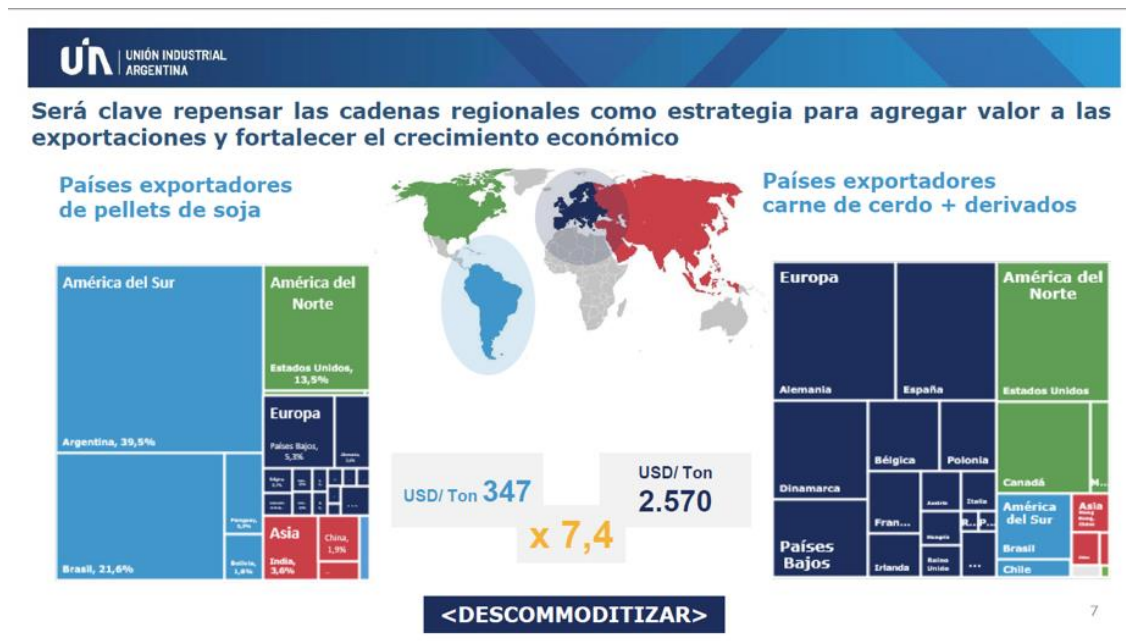 UIA
UNIÓN INDUSTRIAL
ARGENTINA
Será clave repensar las cadenas regionales como estrategia para agregar valor a las
exportaciones y fortalecer el crecimiento económico
Países exportadores
de pellets de soja
América del Sur
Argentina, 39,5%
Brasil, 21,6%
Bolivia,
1,8%
América del
Norte
Estados Unidos,
13,5%
Europa
Países Bajos,
5,3%
Asia
India,
3,6%
China,
1,9%
...
USD/ Ton 347
x 7,4
USD/ Ton
2.570
Países exportadores
carne de cerdo + derivados
Europa
Alemania
España
Dinamarca
Bélgica
Polonia
Países
Bajos
Fran...
Irlanda
Austria
Italia
Hungría
R...
P...
Reino
Unido
...
América del
Norte
Estados Unidos
Canadá
M...
América
del Sur
Brasil
Chile
Asia
<DESCOMMODITIZAR>
7